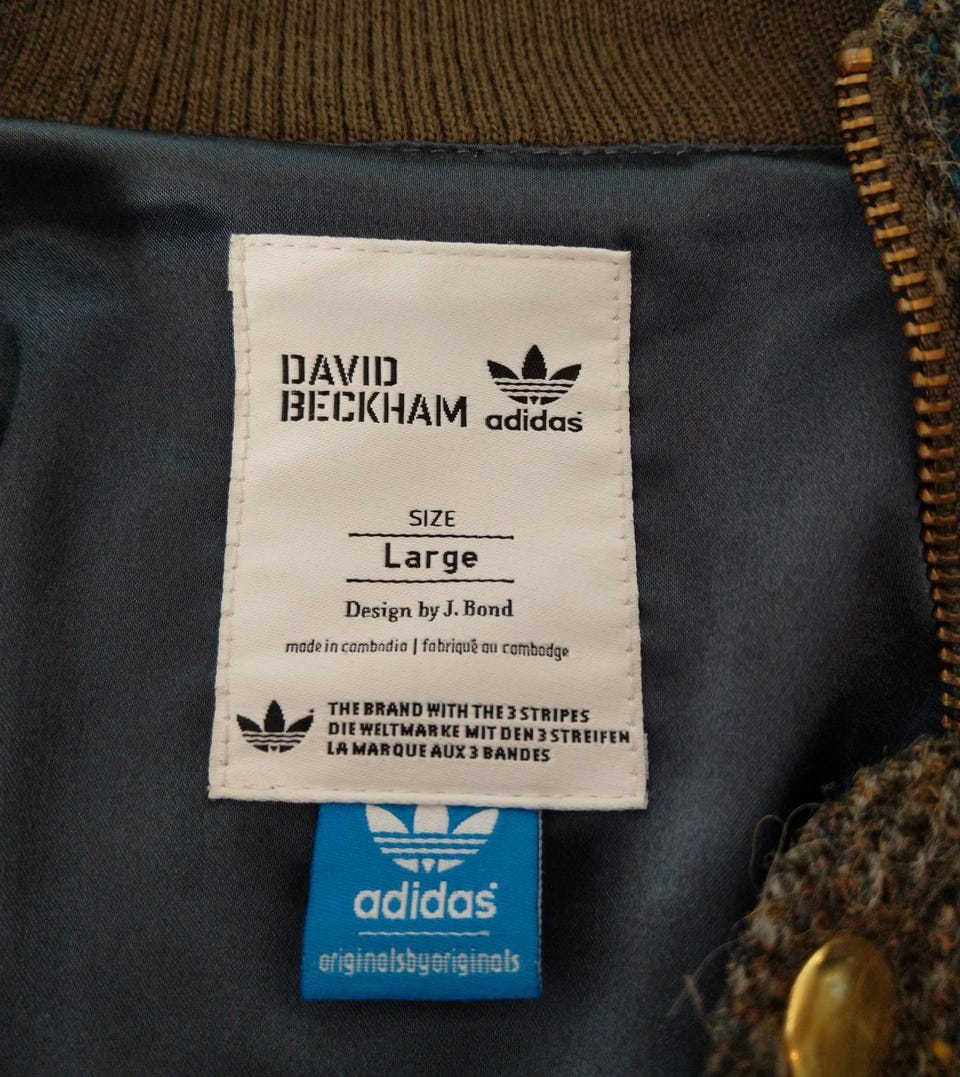 DAVID
BECKHAM
adidas
SIZE
Large
Design by J. Bond
made in cambodia | fabriqué au cambodge
THE BRAND WITH THE 3 STRIPES
DIE WELTMARKE MIT DEN 3 STREIFEN
LA MARQUE AUX 3 BANDES
adidas
originalsbyoriginals